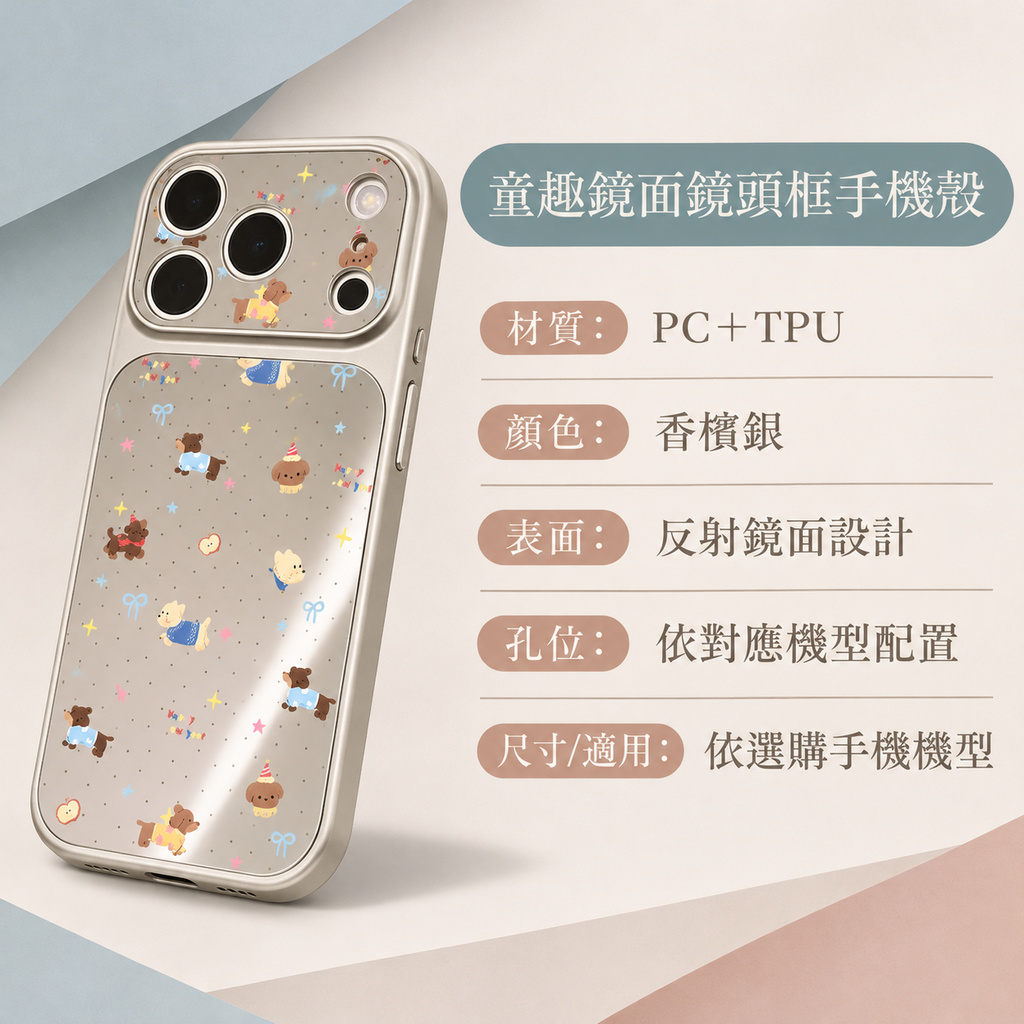 童趣鏡面鏡頭框手機殼
材質： PC＋TPU
顏色： 香檳銀
表面： 反射鏡面設計
孔位： 依對應機型配置
尺寸/適用： 依選購手機機型